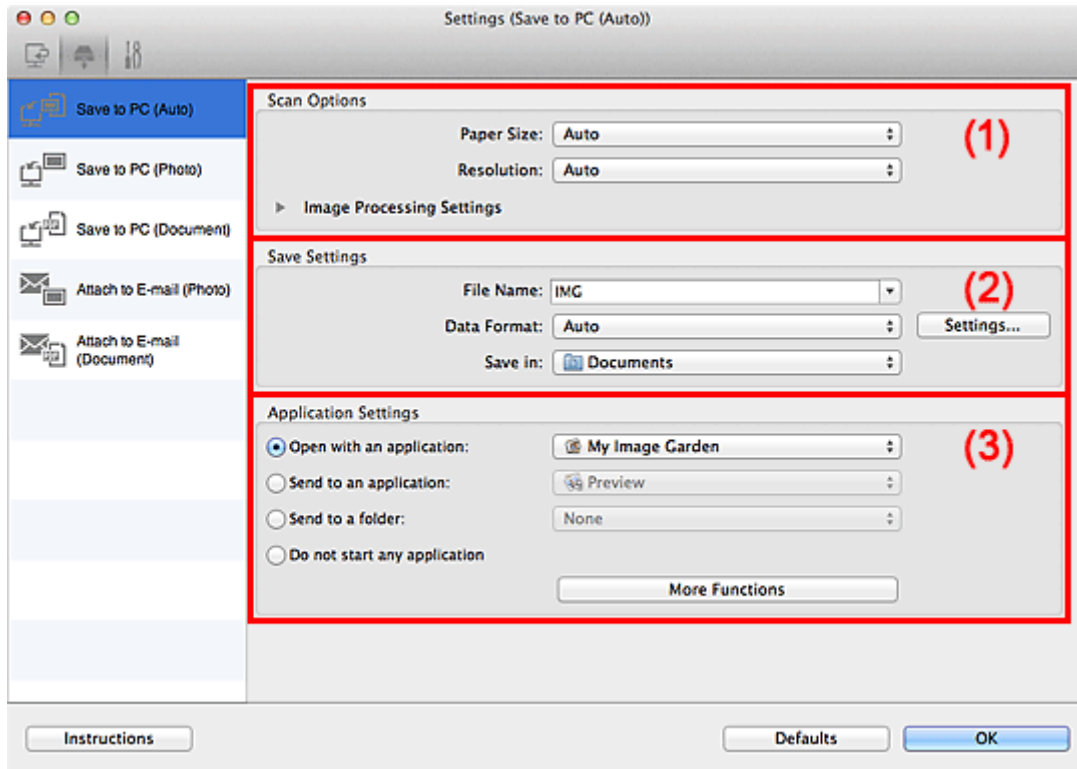 Settings (Save to PC (Auto))
Save to PC (Auto)
Save to PC (Photo)
Save to PC (Document)
Attach to E-mail (Photo)
Attach to E-mail
(Document)
Scan Options
(1)
Paper Size: Auto
Resolution: Auto
Image Processing Settings
Save Settings
(2)
File Name: IMG
Data Format: Auto Settings...
Save in: Documents
Application Settings
(3)
Open with an application: My Image Garden
Send to an application: Preview
Send to a folder: None
Do not start any application
More Functions
Instructions Defaults OK